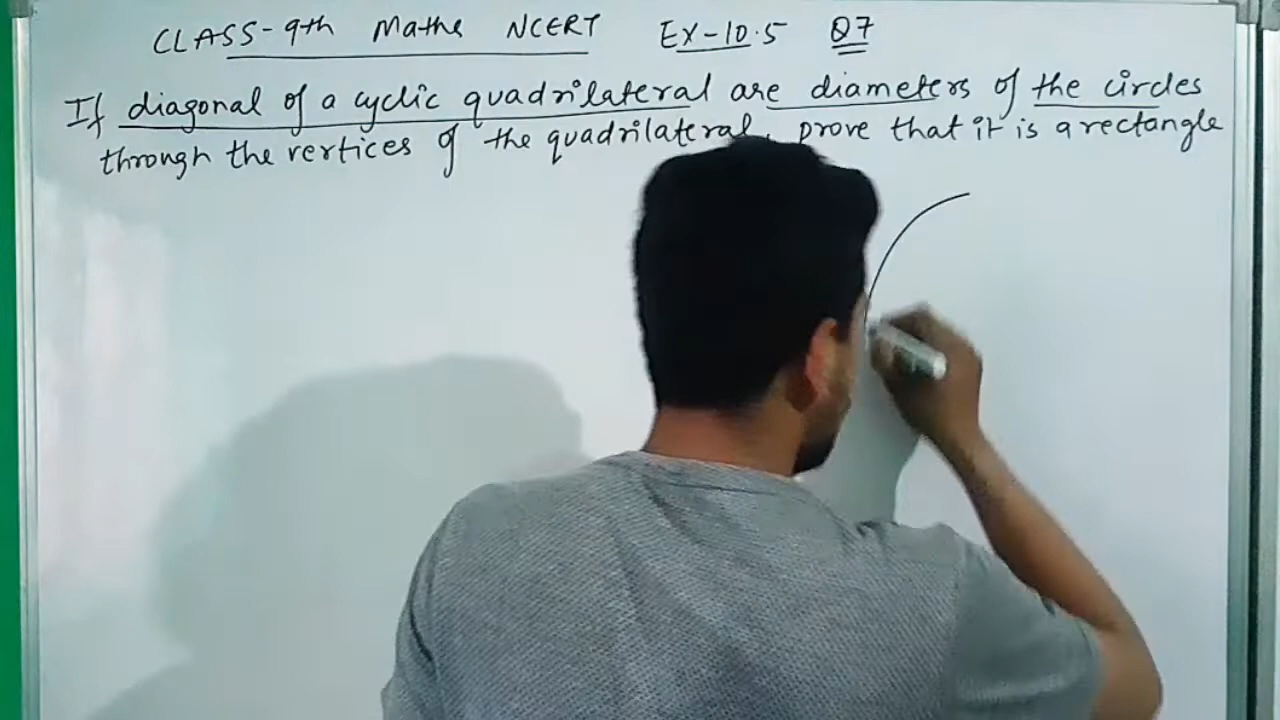 CLASS-9th Maths NCERT Ex-10.5 Q7
If diagonal of a cyclic quadrilateral are diameters of the circles
through the vertices of the quadrilateral, prove that it is a rectangle